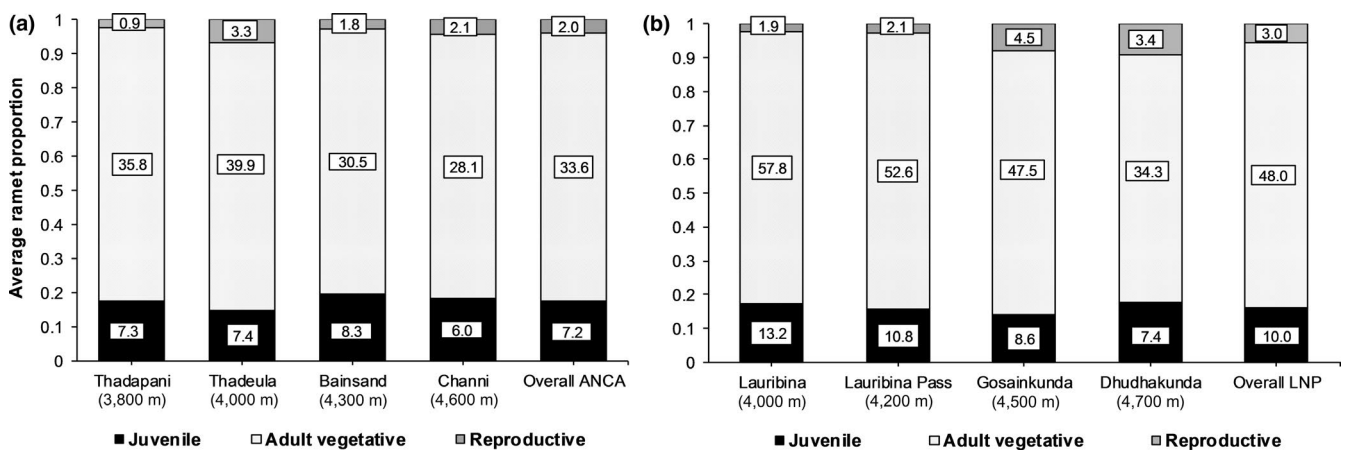 (a)
Average ramet proportion
1
0.9
0.8
0.7
0.6
0.5
0.4
0.3
0.2
0.1
0
0.9
3.3
1.8
2.1
2.0
35.8
39.9
30.5
28.1
33.6
7.3
7.4
8.3
6.0
7.2
Thadapani
(3,800 m)
Thadeula
(4,000 m)
Bainsand
(4,300 m)
Channi
(4,600 m)
Overall ANCA
Juvenile
Adult vegetative
Reproductive
(b)
1
0.9
0.8
0.7
0.6
0.5
0.4
0.3
0.2
0.1
0
1.9
2.1
4.5
3.4
3.0
57.8
52.6
47.5
34.3
48.0
13.2
10.8
8.6
7.4
10.0
Lauribina
(4,000 m)
Lauribina Pass
(4,200 m)
Gosainkunda
(4,500 m)
Dhudhakunda
(4,700 m)
Overall LNP
Juvenile
Adult vegetative
Reproductive